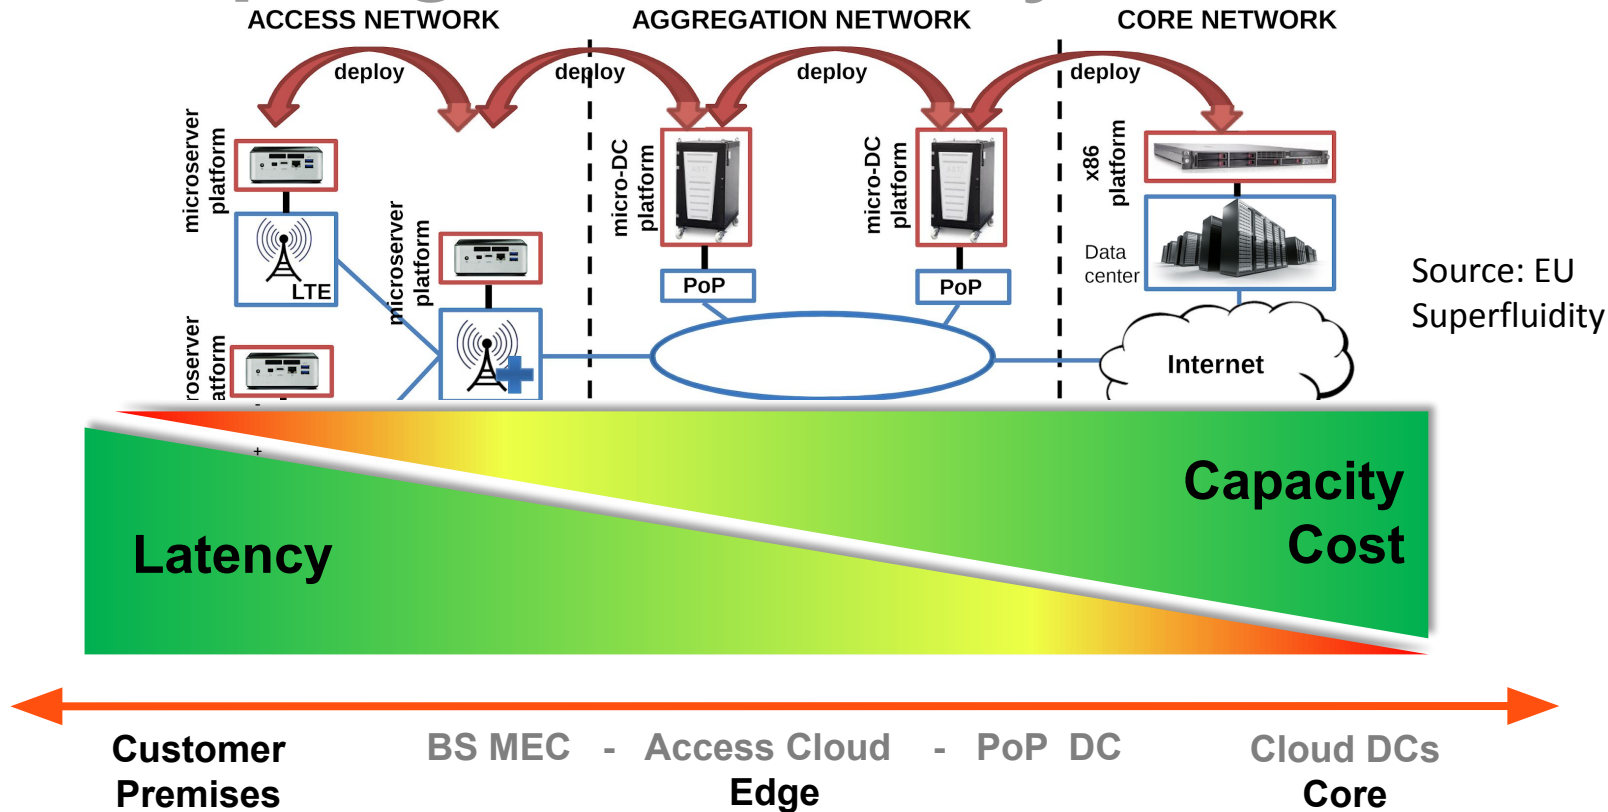 ACCESS NETWORK
AGGREGATION NETWORK
CORE NETWORK
deploy
deploy
deploy
deploy
microserver
platform
microserver
platform
micro-DC
platform
micro-DC
platform
x86
platform
LTE
PoP
PoP
Data
center
Source: EU
Superfluidity
Internet
+
Latency
Capacity
Cost
Customer
Premises
BS MEC - Access Cloud - PoP DC
Edge
Cloud DCs
Core